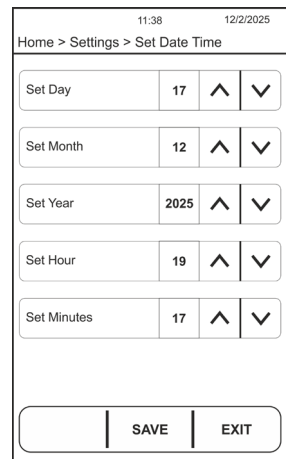 11:38 12/2/2025
Home > Settings > Set Date Time
Set Day 17
Set Month 12
Set Year 2025
Set Hour 19
Set Minutes 17
SAVE EXIT